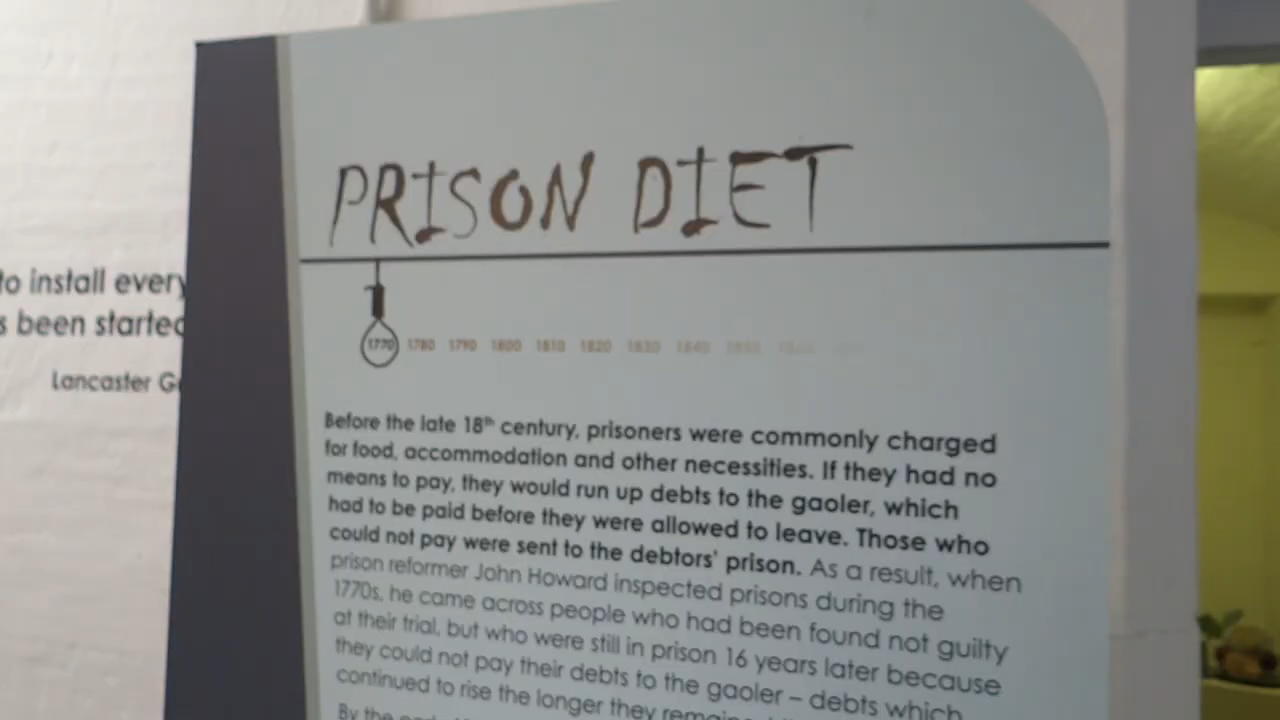 PRISON DIET
to install every
s been started
Lancaster G
1770 1780 1790 1800 1810 1820 1830 1840 1850
Before the late 18th century, prisoners were commonly charged
for food, accommodation and other necessities. If they had no
means to pay, they would run up debts to the gaoler, which
had to be paid before they were allowed to leave. Those who
could not pay were sent to the debtors' prison. As a result, when
prison reformer John Howard inspected prisons during the
1770s, he came across people who had been found not guilty
at their trial, but who were still in prison 16 years later because
they could not pay their debts to the gaoler – debts which
continued to rise the longer they
By the